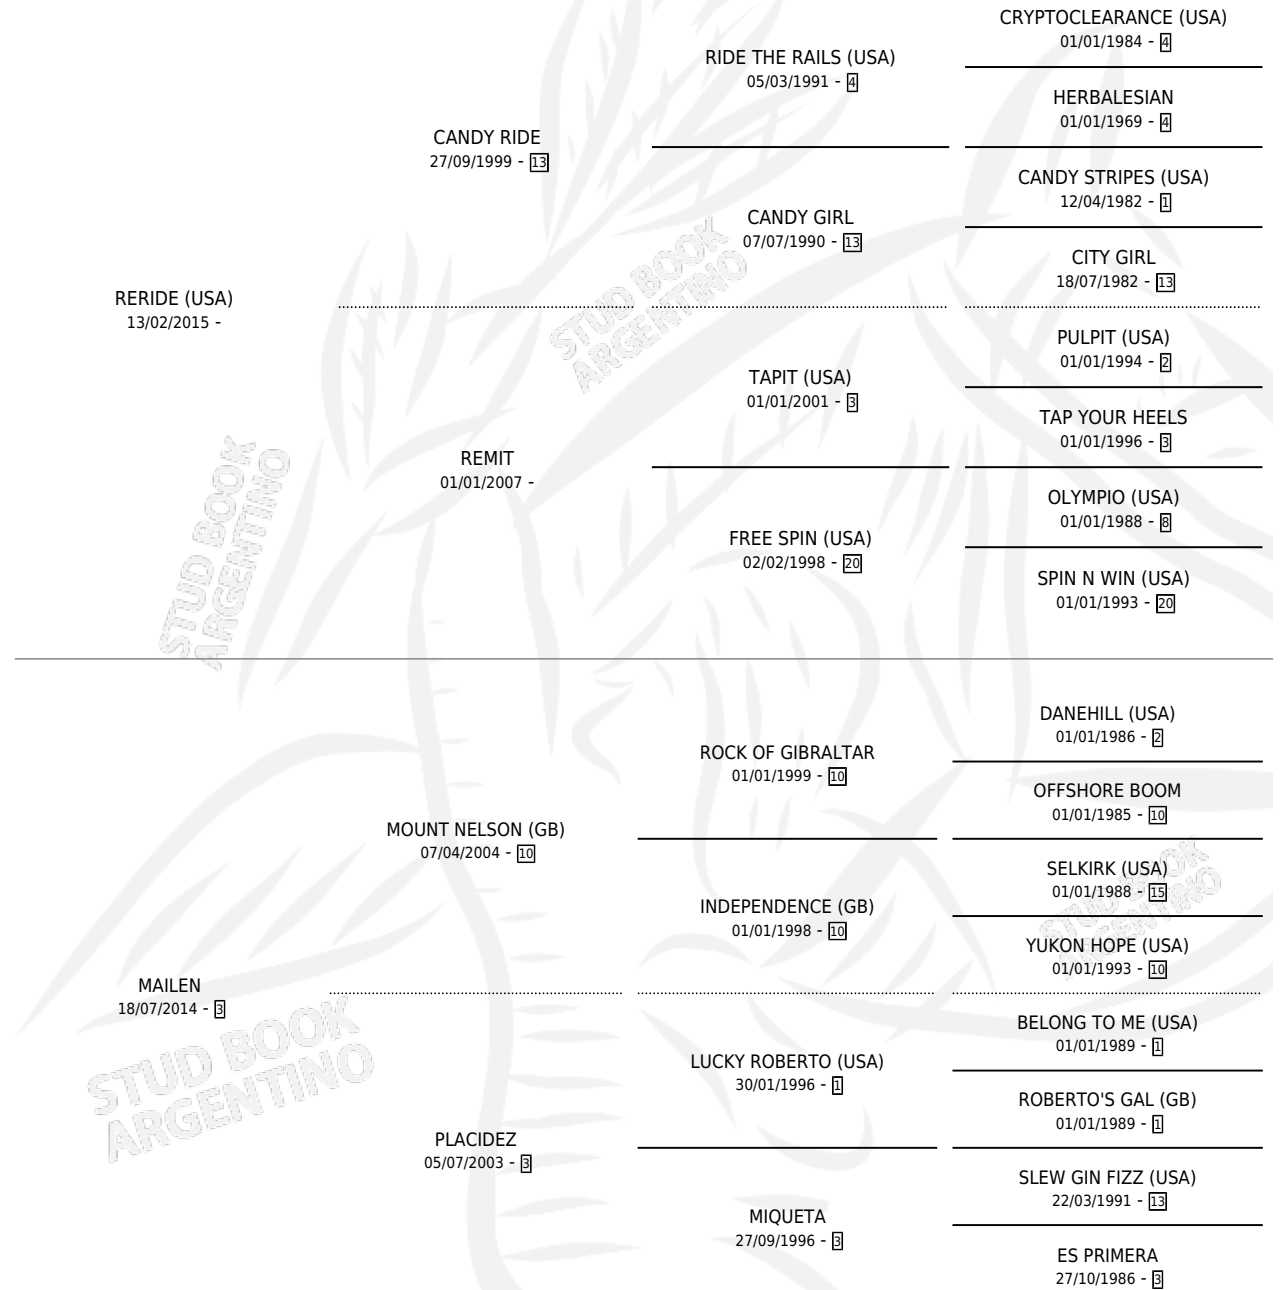 CRYPTOCLEARANCE (USA)
01/01/1984 - 4
RIDE THE RAILS (USA)
05/03/1991 - 4
HERBALESIAN
01/01/1969 - 4
CANDY RIDE
27/09/1999 - 13
CANDY STRIPES (USA)
12/04/1982 - 1
CANDY GIRL
07/07/1990 - 13
CITY GIRL
18/07/1982 - 13
RERIDE (USA)
13/02/2015 -
PULPIT (USA)
01/01/1994 - 2
TAPIT (USA)
01/01/2001 - 3
TAP YOUR HEELS
01/01/1996 - 3
REMIT
01/01/2007 -
OLYMPIO (USA)
01/01/1988 - 8
FREE SPIN (USA)
02/02/1998 - 20
SPIN N WIN (USA)
01/01/1993 - 20
DANEHILL (USA)
01/01/1986 - 2
ROCK OF GIBRALTAR
01/01/1999 - 10
OFFSHORE BOOM
01/01/1985 - 10
MOUNT NELSON (GB)
07/04/2004 - 10
SELKIRK (USA)
01/01/1988 - 15
INDEPENDENCE (GB)
01/01/1998 - 10
YUKON HOPE (USA)
01/01/1993 - 10
MAILEN
18/07/2014 - 3
BELONG TO ME (USA)
01/01/1989 - 1
LUCKY ROBERTO (USA)
30/01/1996 - 1
ROBERTO'S GAL (GB)
01/01/1989 - 1
PLACIDEZ
05/07/2003 - 3
SLEW GIN FIZZ (USA)
22/03/1991 - 13
MIQUETA
27/09/1996 - 3
ES PRIMERA
27/10/1986 - 3
STUD BOOK
ARGENTINO
STUD BOOK
ARGENTINO
STUD BOOK
ARGENTINO
STUD BOOK
ARGENTINO